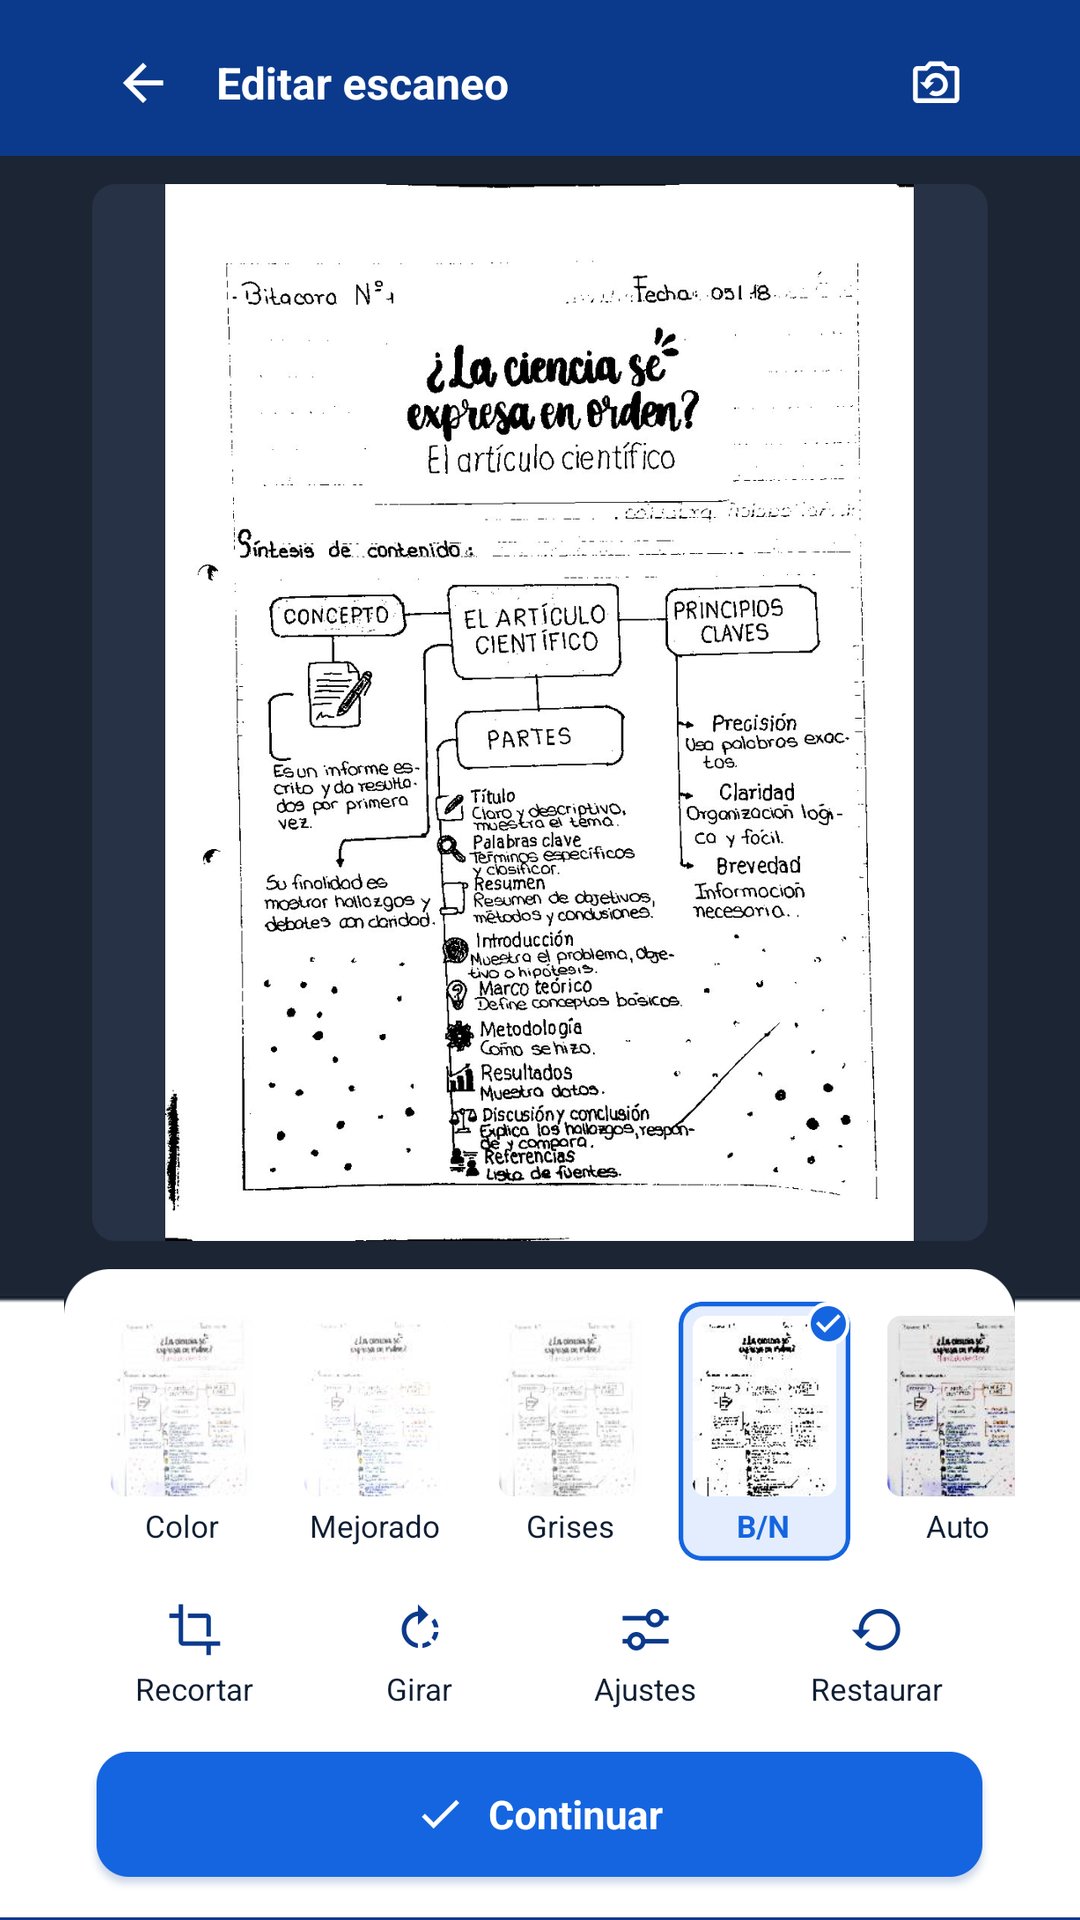 Editar escaneo
-Bitacora Nº1
Fecha 05/18
¿La ciencia se
expresa en orden?
El artículo científico
Síntesis de contenido:
CONCEPTO
EL ARTÍCULO
CIENTÍFICO
PRINCIPIOS
CLAVES
PARTES
Es un informe es-
crito y da resulta-
dos por primera
vez.
Su finalidad es
mostrar hallazgos y
debates con claridad.
Título
Claro y descriptivo,
muestra el tema.
Palabras clave
Términos específicos
y clasificar.
Resumen
Resumen de objetivos,
métodos y conclusiones.
Introducción
Muestra el problema, obje-
tivo o hipótesis.
Marco teórico
Define conceptos básicos.
Metodología
Como se hizo.
Resultados
Muestra datos.
Discusión y conclusión
Explica los hallazgos, respon-
de y compara.
Referencias
Lista de fuentes.
Precisión
Usa palabras exac-
tas.
Claridad
Organización lógi-
ca y fácil.
Brevedad
Información
necesaria.
Color
Mejorado
Grises
B/N
Auto
Recortar
Girar
Ajustes
Restaurar
Continuar